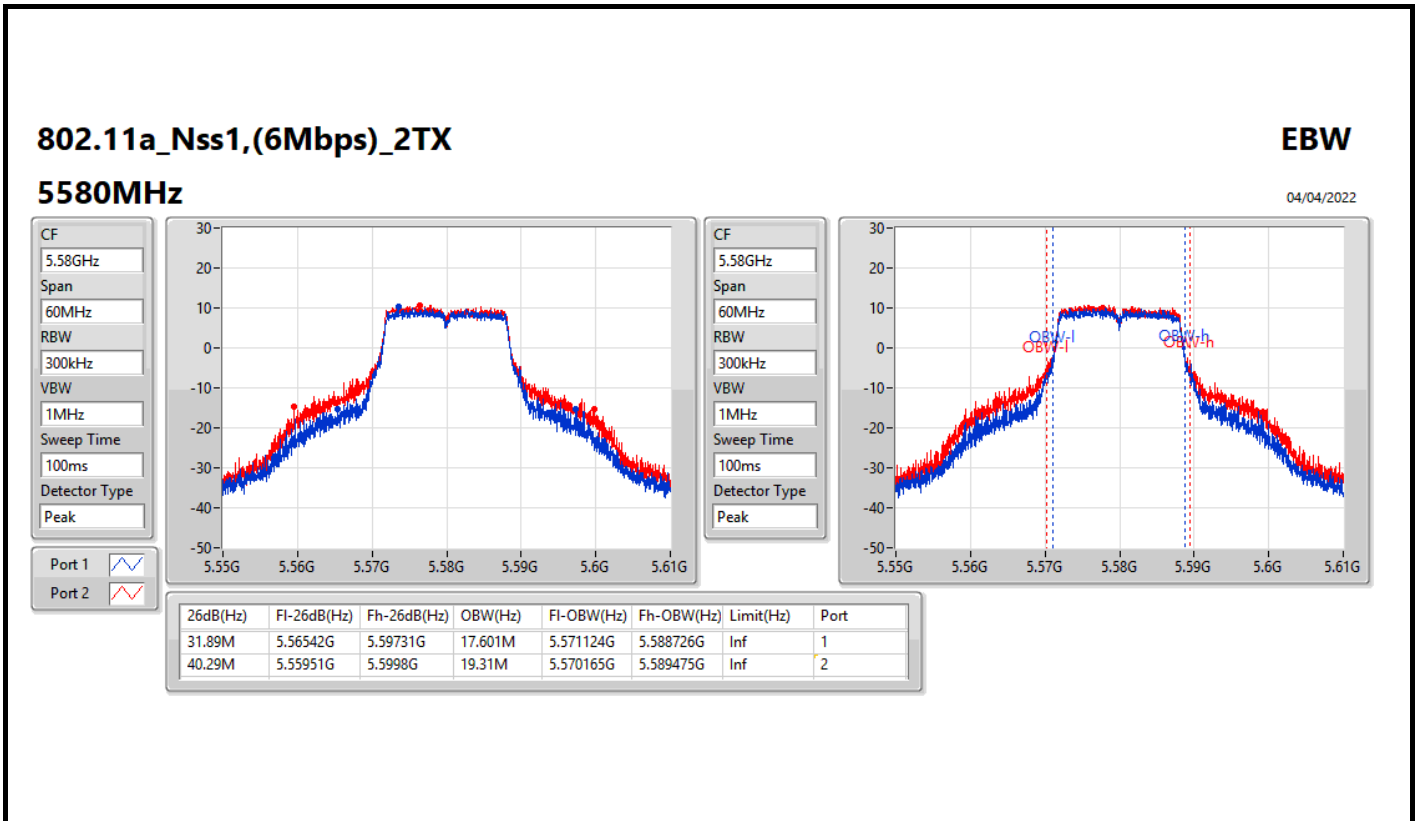 802.11a_Nss1,(6Mbps)_2TX
EBW
5580MHz
04/04/2022
CF
5.58GHz
Span
60MHz
RBW
300kHz
VBW
1MHz
Sweep Time
100ms
Detector Type
Peak
Port 1
Port 2
30
20
10
0
-10
-20
-30
-40
-50
5.55G 5.56G 5.57G 5.58G 5.59G 5.6G 5.61G
CF
5.58GHz
Span
60MHz
RBW
300kHz
VBW
1MHz
Sweep Time
100ms
Detector Type
Peak
30
20
10
0
-10
-20
-30
-40
-50
OBW-l
OBW-l
OBW-h
OBW-h
5.55G 5.56G 5.57G 5.58G 5.59G 5.6G 5.61G
26dB(Hz) Fl-26dB(Hz) Fh-26dB(Hz) OBW(Hz) Fl-OBW(Hz) Fh-OBW(Hz) Limit(Hz) Port
31.89M 5.56542G 5.59731G 17.601M 5.571124G 5.588726G Inf 1
40.29M 5.55951G 5.5998G 19.31M 5.570165G 5.589475G Inf 2